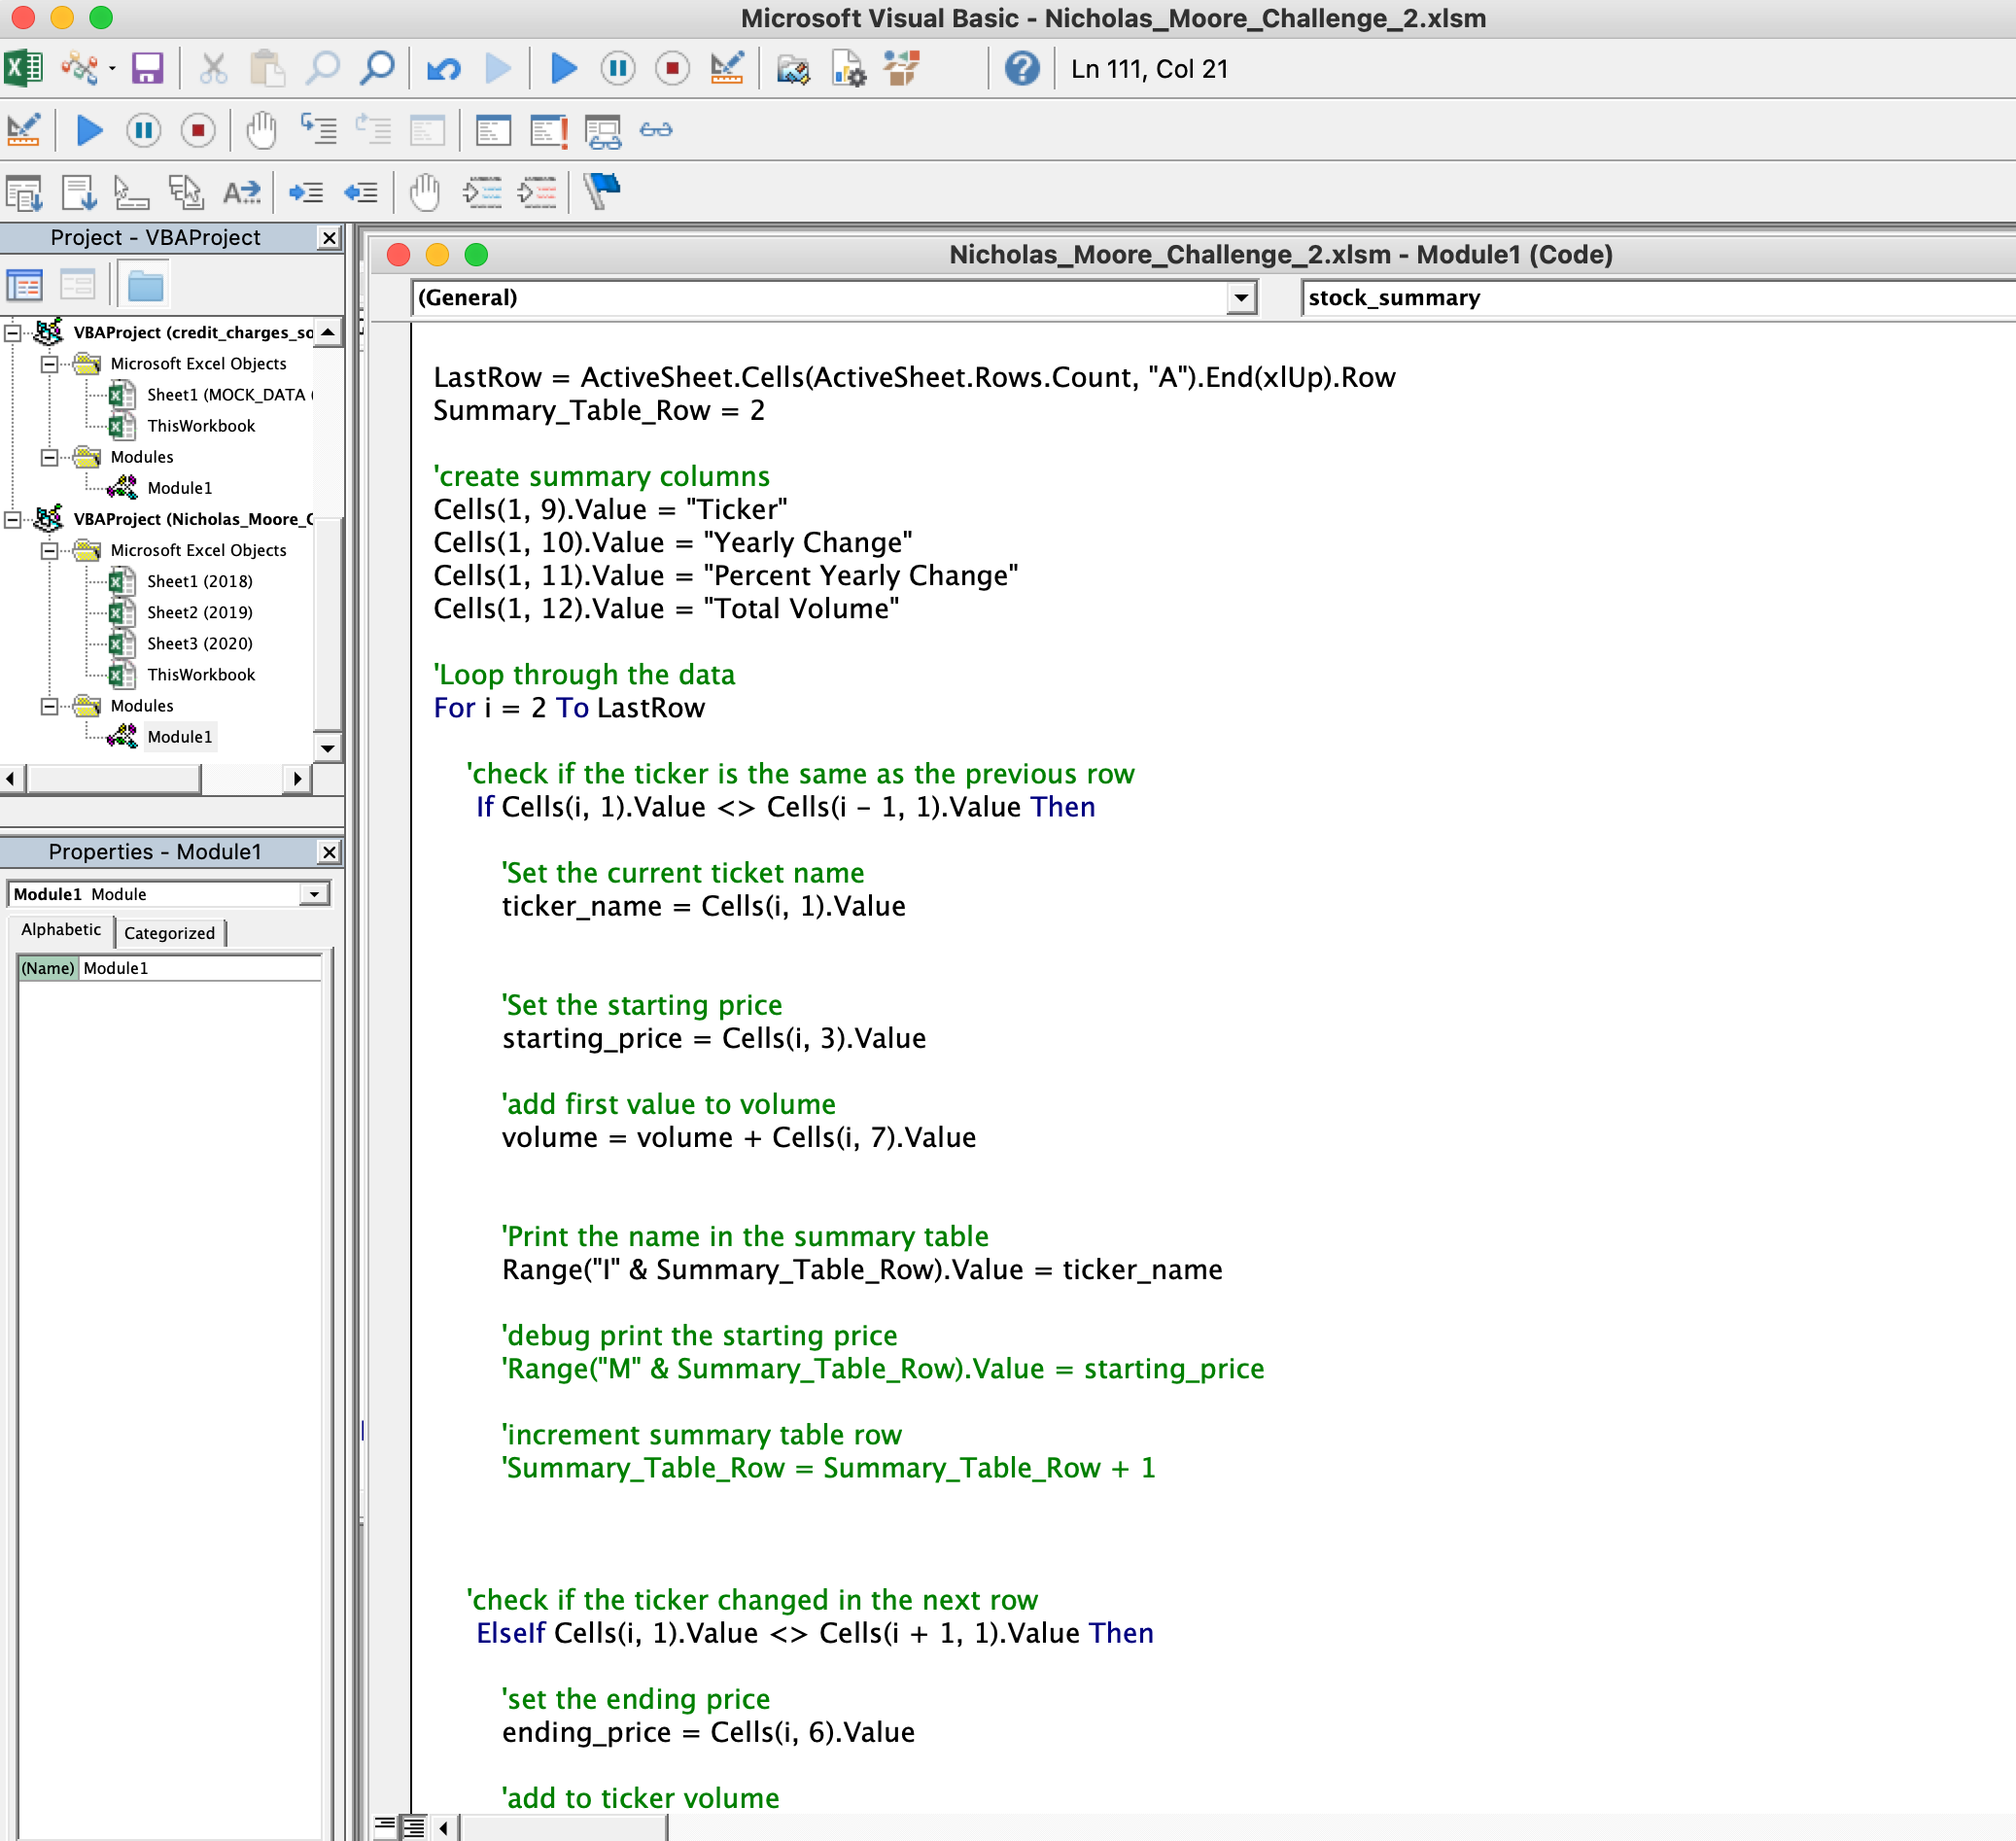 Microsoft Visual Basic - Nicholas_Moore_Challenge_2.xlsm
Ln 111, Col 21
Project - VBAProject
VBAProject (credit_charges_so
Microsoft Excel Objects
Sheet1 (MOCK_DATA
ThisWorkbook
Modules
Module1
VBAProject (Nicholas_Moore_C
Microsoft Excel Objects
Sheet1 (2018)
Sheet2 (2019)
Sheet3 (2020)
ThisWorkbook
Modules
Module1
Properties - Module1
Module1 Module
Alphabetic
Categorized
(Name) Module1
Nicholas_Moore_Challenge_2.xlsm - Module1 (Code)
(General)
stock_summary
LastRow = ActiveSheet.Cells(ActiveSheet.Rows.Count, "A").End(xlUp).Row
Summary_Table_Row = 2
'create summary columns
Cells(1, 9).Value = "Ticker"
Cells(1, 10).Value = "Yearly Change"
Cells(1, 11).Value = "Percent Yearly Change"
Cells(1, 12).Value = "Total Volume"
'Loop through the data
For i = 2 To LastRow
'check if the ticker is the same as the previous row
If Cells(i, 1).Value <> Cells(i - 1, 1).Value Then
'Set the current ticket name
ticker_name = Cells(i, 1).Value
'Set the starting price
starting_price = Cells(i, 3).Value
'add first value to volume
volume = volume + Cells(i, 7).Value
'Print the name in the summary table
Range("I" & Summary_Table_Row).Value = ticker_name
'debug print the starting price
'Range("M" & Summary_Table_Row).Value = starting_price
'increment summary table row
'Summary_Table_Row = Summary_Table_Row + 1
'check if the ticker changed in the next row
ElseIf Cells(i, 1).Value <> Cells(i + 1, 1).Value Then
'set the ending price
ending_price = Cells(i, 6).Value
'add to ticker volume